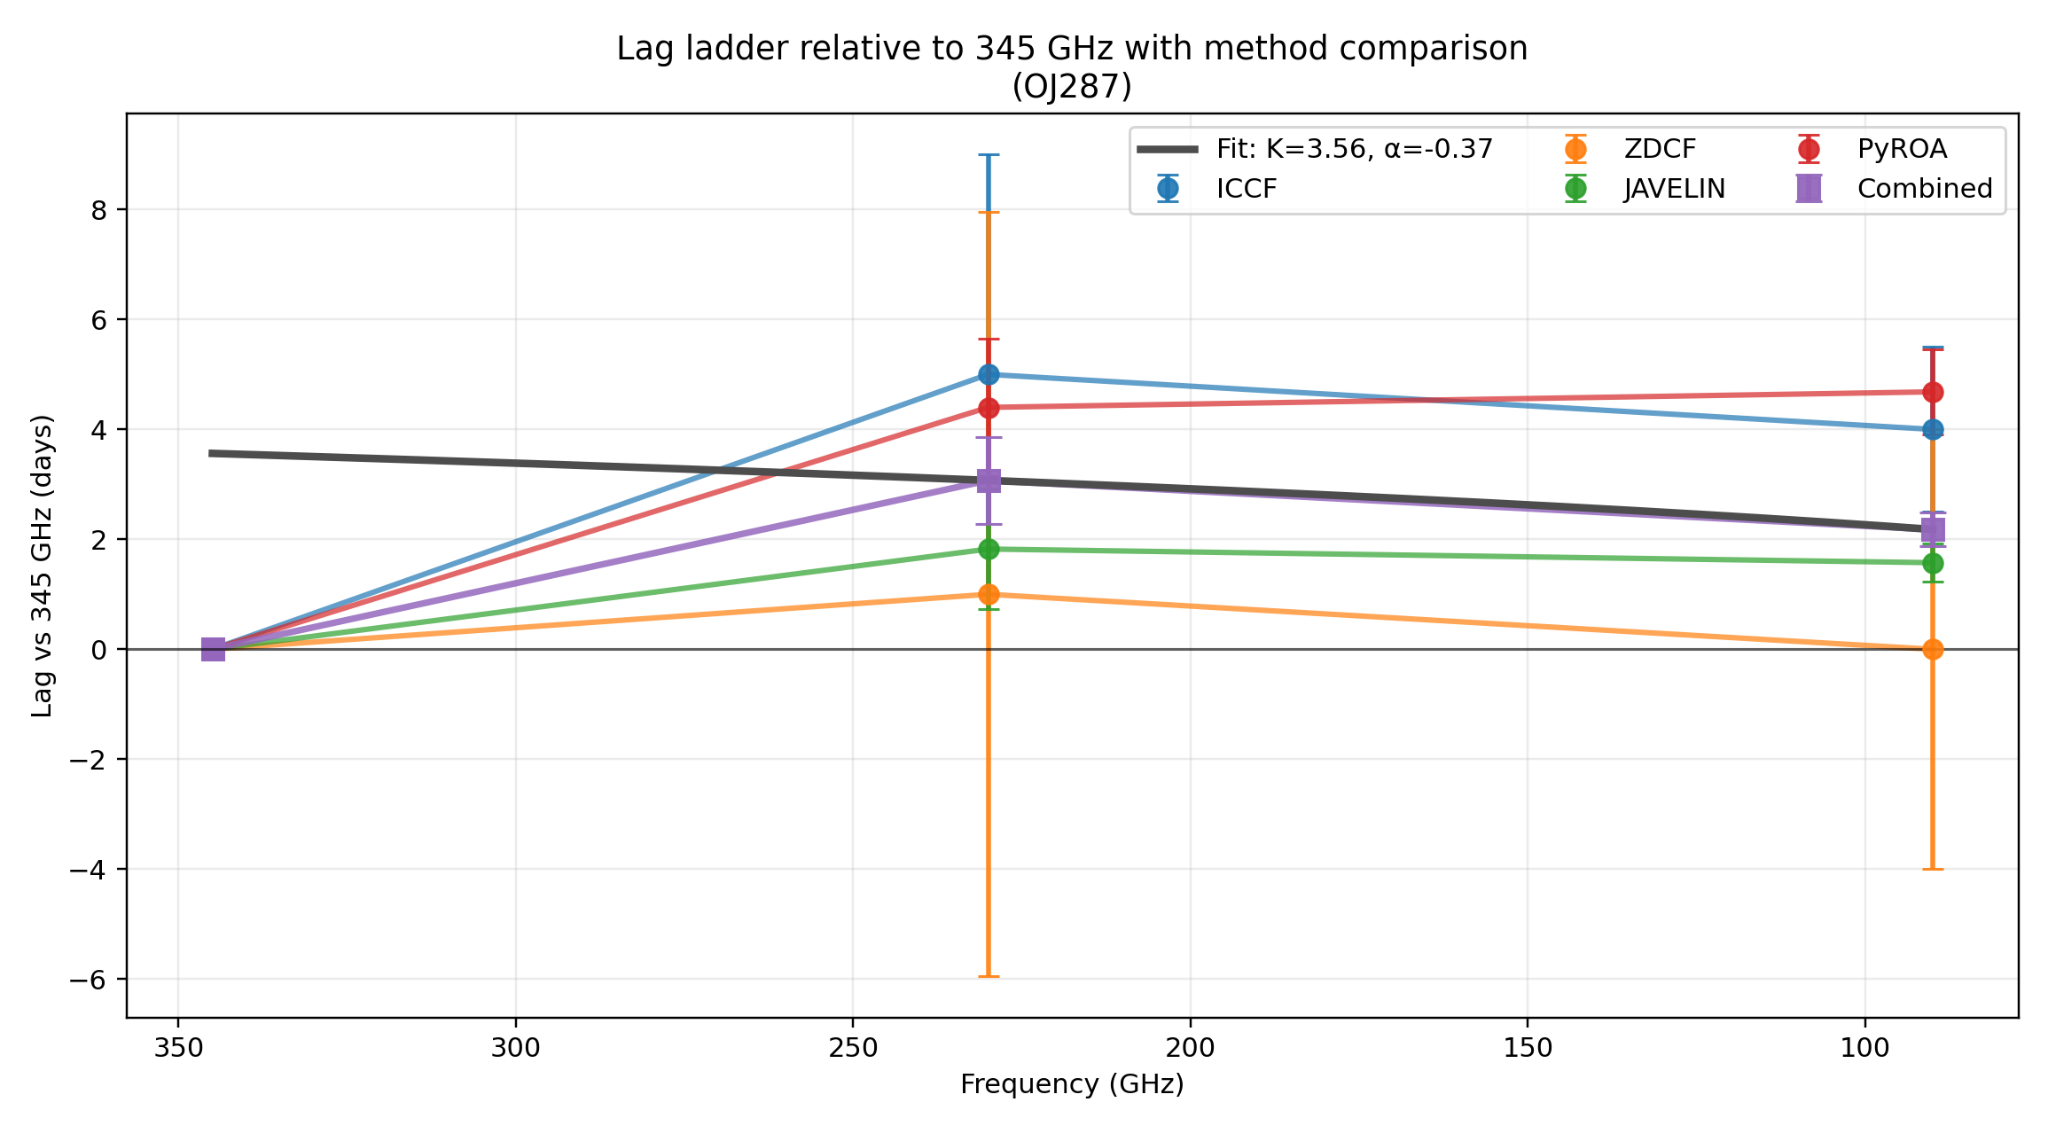 Lag ladder relative to 345 GHz with method comparison
(OJ287)
Fit: K=3.56, α=-0.37
ICCF
ZDCF
JAVELIN
PyROA
Combined
Lag vs 345 GHz (days)
8
6
4
2
0
−2
−4
−6
350 300 250 200 150 100
Frequency (GHz)